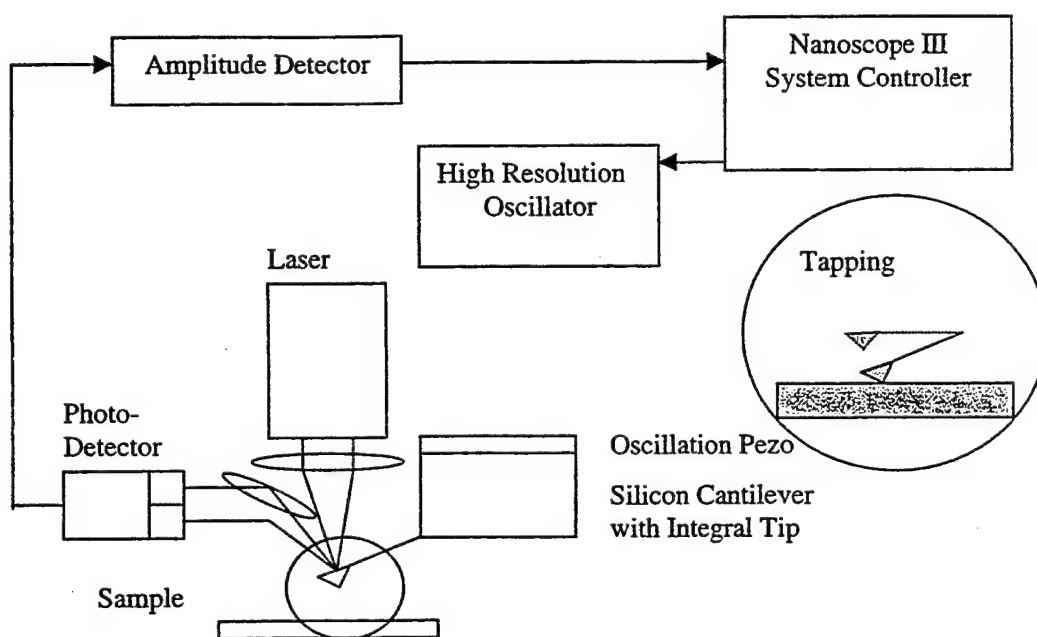 Amplitude Detector
Nanoscope III
System Controller
High Resolution
Oscillator
Laser
Tapping
Photo-
Detector
Oscillation Pezo
Silicon Cantilever
with Integral Tip
Sample